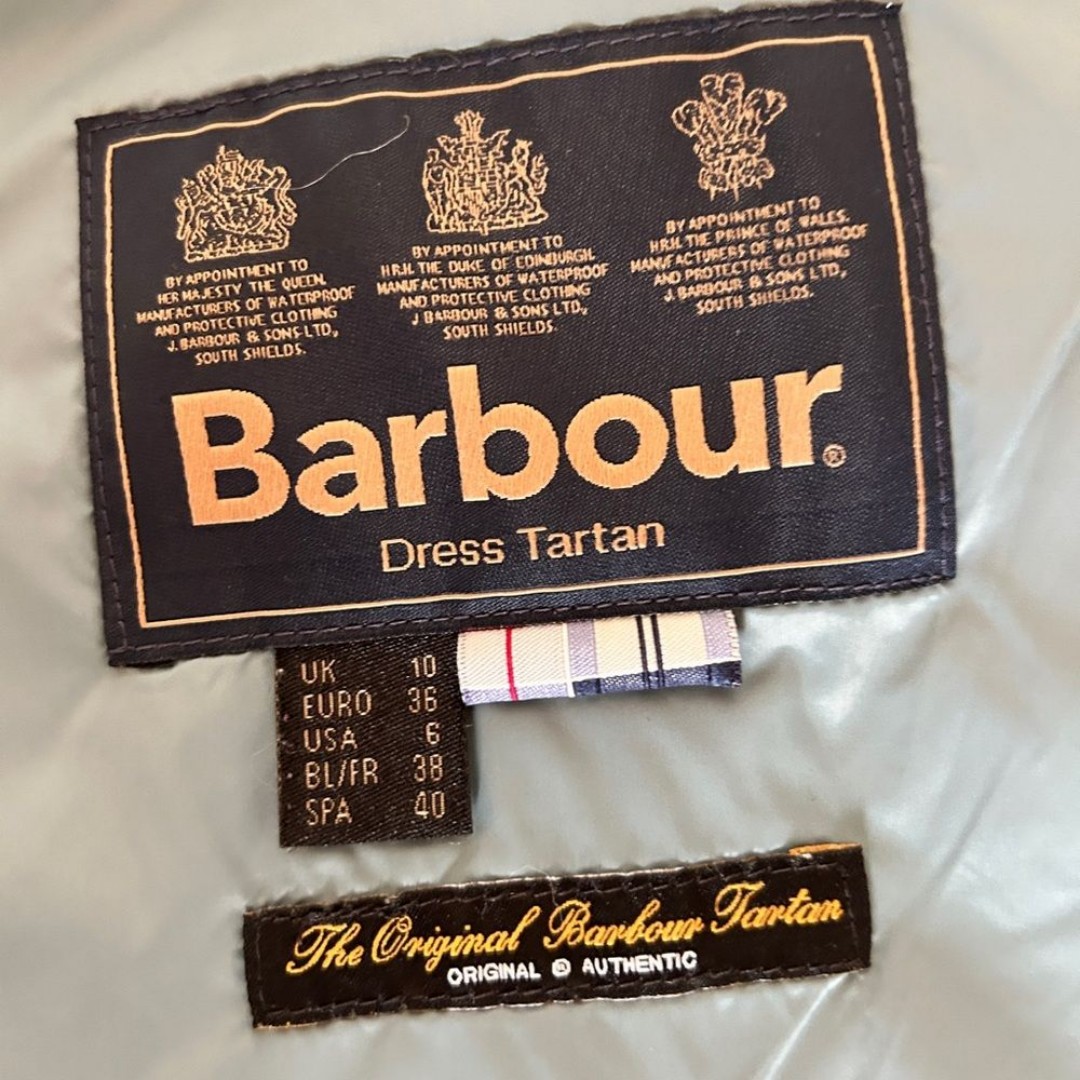 BY APPOINTMENT TO
HER MAJESTY THE QUEEN.
MANUFACTURERS OF WATERPROOF
AND PROTECTIVE CLOTHING
J. BARBOUR & SONS LTD.,
SOUTH SHIELDS.
BY APPOINTMENT TO
H.R.H. THE DUKE OF EDINBURGH.
MANUFACTURERS OF WATERPROOF
AND PROTECTIVE CLOTHING
J BARBOUR & SONS LTD.,
SOUTH SHIELDS.
BY APPOINTMENT TO
H.R.H. THE PRINCE OF WALES.
MANUFACTURERS OF WATERPROOF
AND PROTECTIVE CLOTHING
J. BARBOUR & SONS LTD,
SOUTH SHIELDS.
Barbour®
Dress Tartan
UK 10
EURO 36
USA 6
BL/FR 38
SPA 40
The Original Barbour Tartan
ORIGINAL ® AUTHENTIC